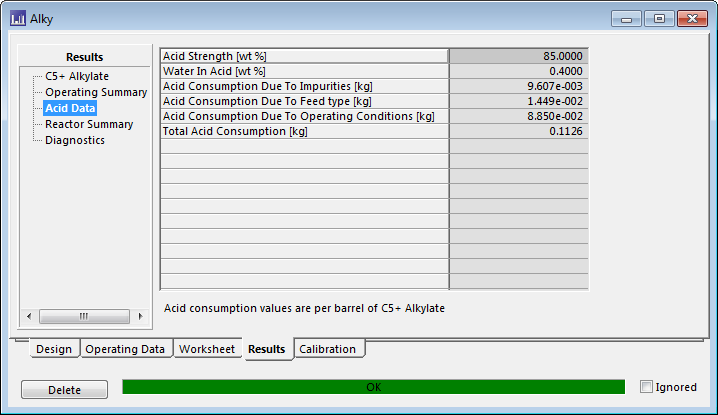 Alky
Results
C5+ Alkylate
Operating Summary
Acid Data
Reactor Summary
Diagnostics
Acid Strength [wt %] 85.0000
Water In Acid [wt %] 0.4000
Acid Consumption Due To Impurities [kg] 9.607e-003
Acid Consumption Due To Feed type [kg] 1.449e-002
Acid Consumption Due To Operating Conditions [kg] 8.850e-002
Total Acid Consumption [kg] 0.1126
Acid consumption values are per barrel of C5+ Alkylate
Design Operating Data Worksheet Results Calibration
Delete OK Ignored